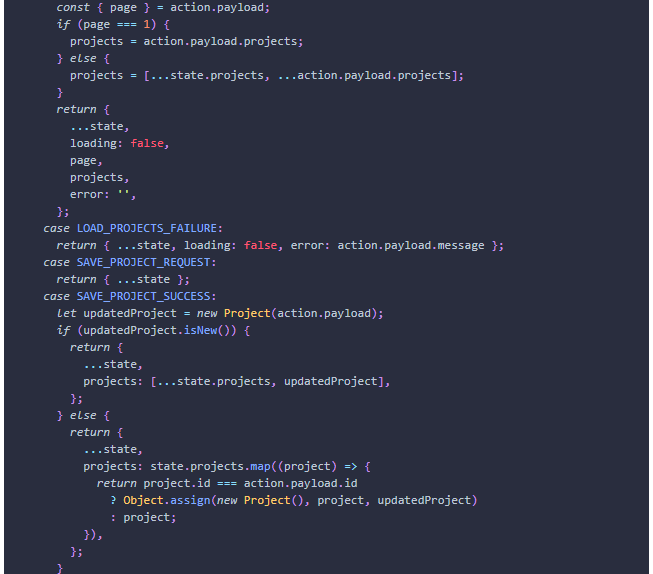 const { page } = action.payload;
if (page === 1) {
projects = action.payload.projects;
} else {
projects = [...state.projects, ...action.payload.projects];
}
return {
...state,
loading: false,
page,
projects,
error: '',
};
case LOAD_PROJECTS_FAILURE:
return { ...state, loading: false, error: action.payload.message };
case SAVE_PROJECT_REQUEST:
return { ...state };
case SAVE_PROJECT_SUCCESS:
let updatedProject = new Project(action.payload);
if (updatedProject.isNew()) {
return {
...state,
projects: [...state.projects, updatedProject],
};
} else {
return {
...state,
projects: state.projects.map((project) => {
return project.id === action.payload.id
? Object.assign(new Project(), project, updatedProject)
: project;
}),
};
}